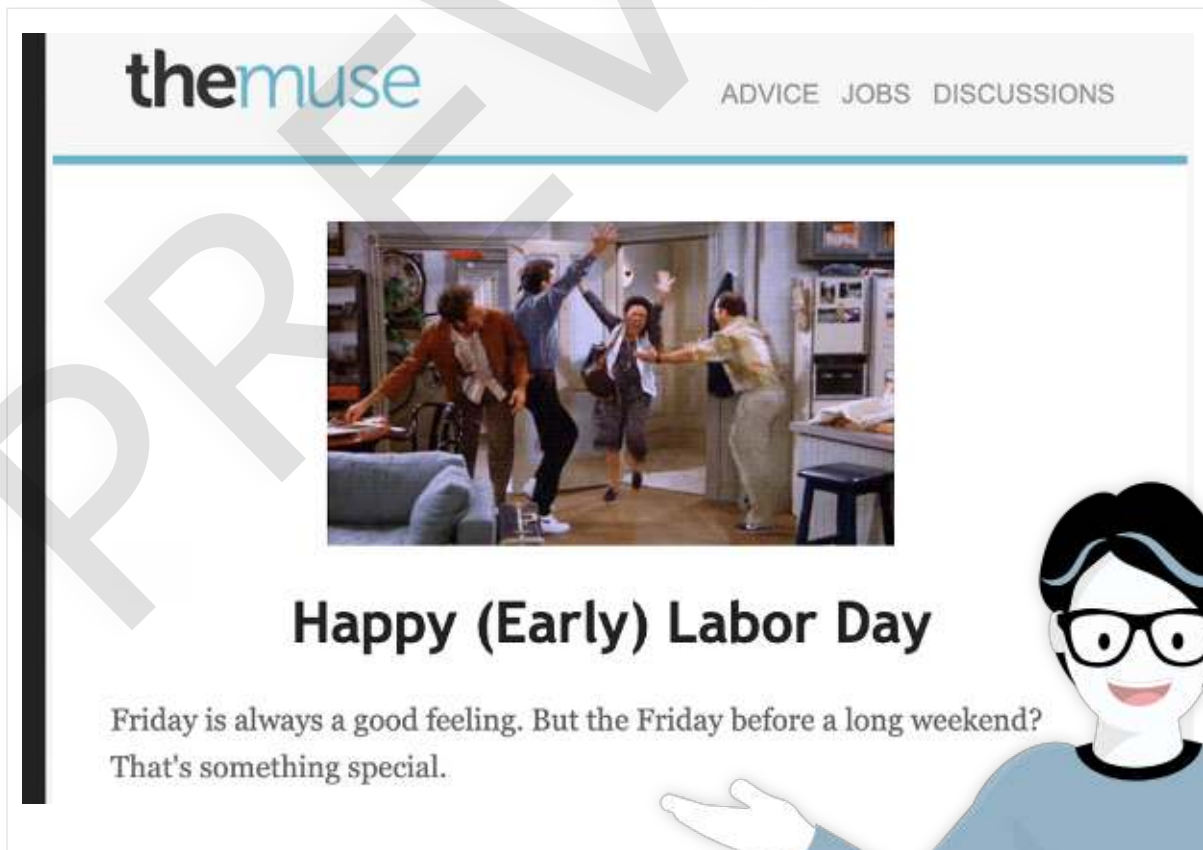 themuse
ADVICE JOBS DISCUSSIONS
Happy (Early) Labor Day
Friday is always a good feeling. But the Friday before a long weekend?
That's something special.
PREV